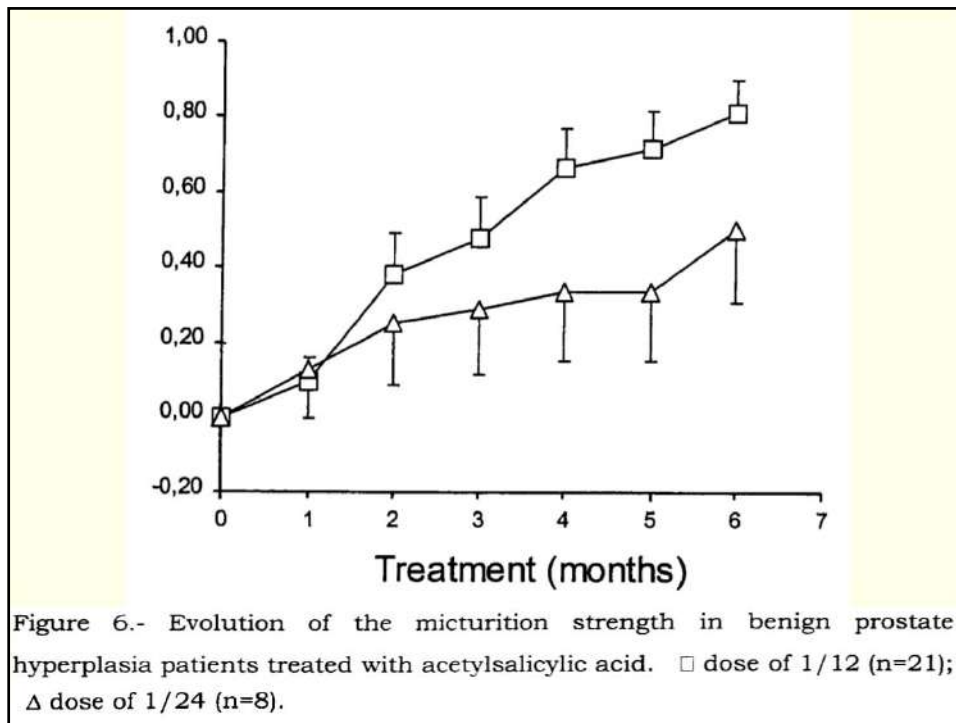 1,00
0,80
0,60
0,40
0,20
0,00
-0,20
0 1 2 3 4 5 6 7
Treatment (months)
Figure 6.- Evolution of the micturition strength in benign prostate
hyperplasia patients treated with acetylsalicylic acid. □ dose of 1/12 (n=21);
Δ dose of 1/24 (n=8).